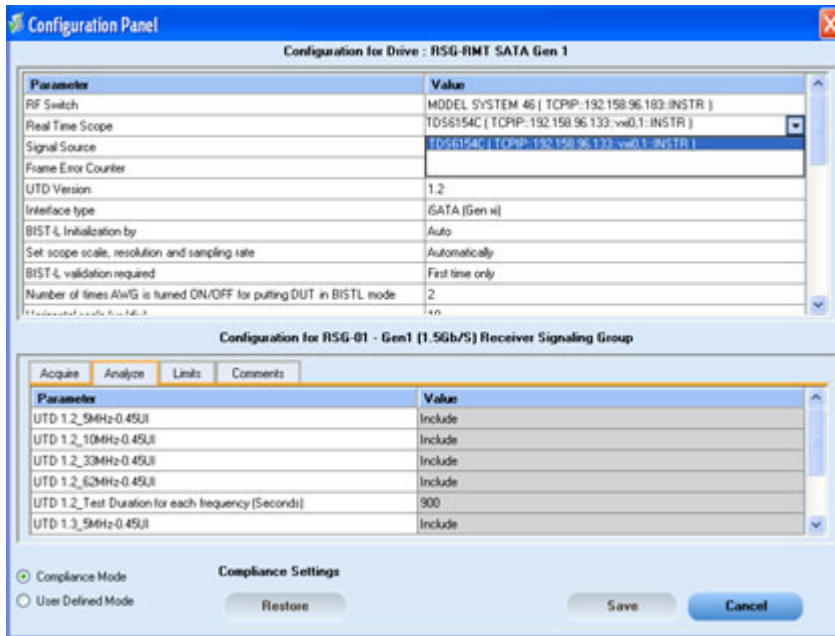 Configuration Panel
Configuration for Drive : RSG-RMT SATA Gen 1
Parameter Value
RF Switch MODEL SYSTEM 46 ( TCPIP::192.158.96.183::INSTR )
Real Time Scope TDS6154C ( TCPIP::192.158.96.133::vxi0,1::INSTR )
Signal Source TDS6154C ( TCPIP::192.158.96.133::vxi0,1::INSTR )
Frame Error Counter
UTD Version 1.2
Interface type iSATA (Gen xi)
BIST-L Initialization by Auto
Set scope scale, resolution and sampling rate Automatically
BIST-L validation required First time only
Number of times AWG is turned ON/OFF for putting DUT in BISTL mode 2
Configuration for RSG-01 - Gen1 (1.5Gb/S) Receiver Signaling Group
Acquire Analyze Limits Comments
Parameter Value
UTD 1.2_5MHz-0.45UI Include
UTD 1.2_10MHz-0.45UI Include
UTD 1.2_33MHz-0.45UI Include
UTD 1.2_62MHz-0.45UI Include
UTD 1.2_Test Duration for each frequency (Seconds) 900
UTD 1.3_5MHz-0.45UI Include
Compliance Mode Compliance Settings
User Defined Mode Restore Save Cancel